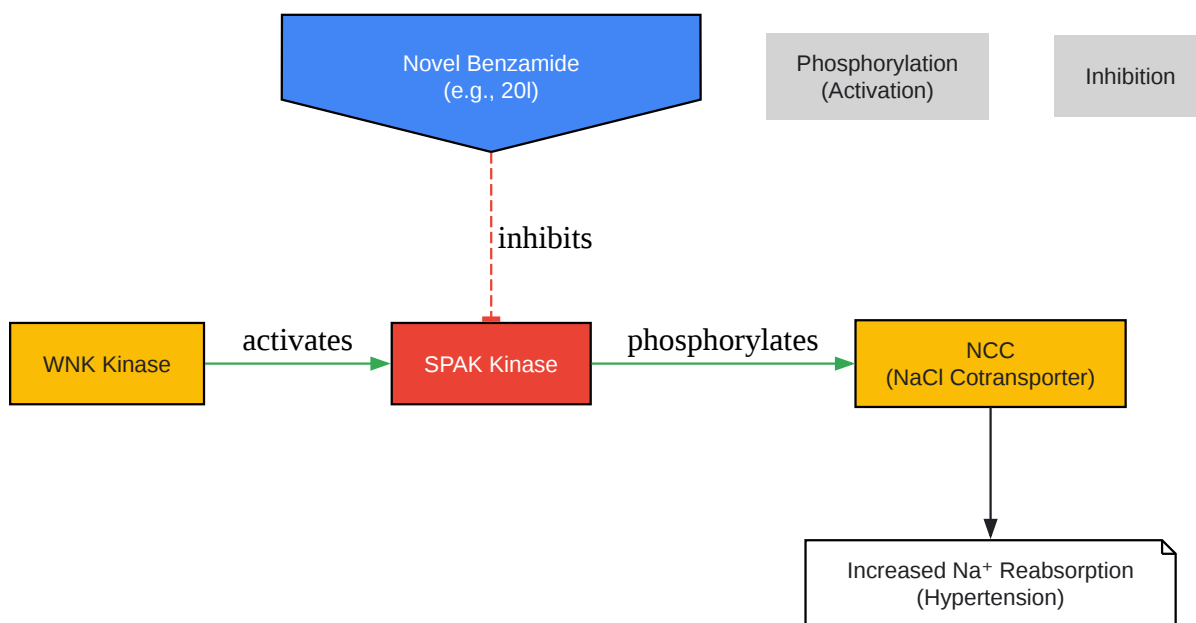 Novel Benzamide
(e.g., 20l)
Phosphorylation
(Activation)
Inhibition
inhibits
WNK Kinase
activates
SPAK Kinase
phosphorylates
NCC
(NaCl Cotransporter)
Increased Na⁺ Reabsorption
(Hypertension)